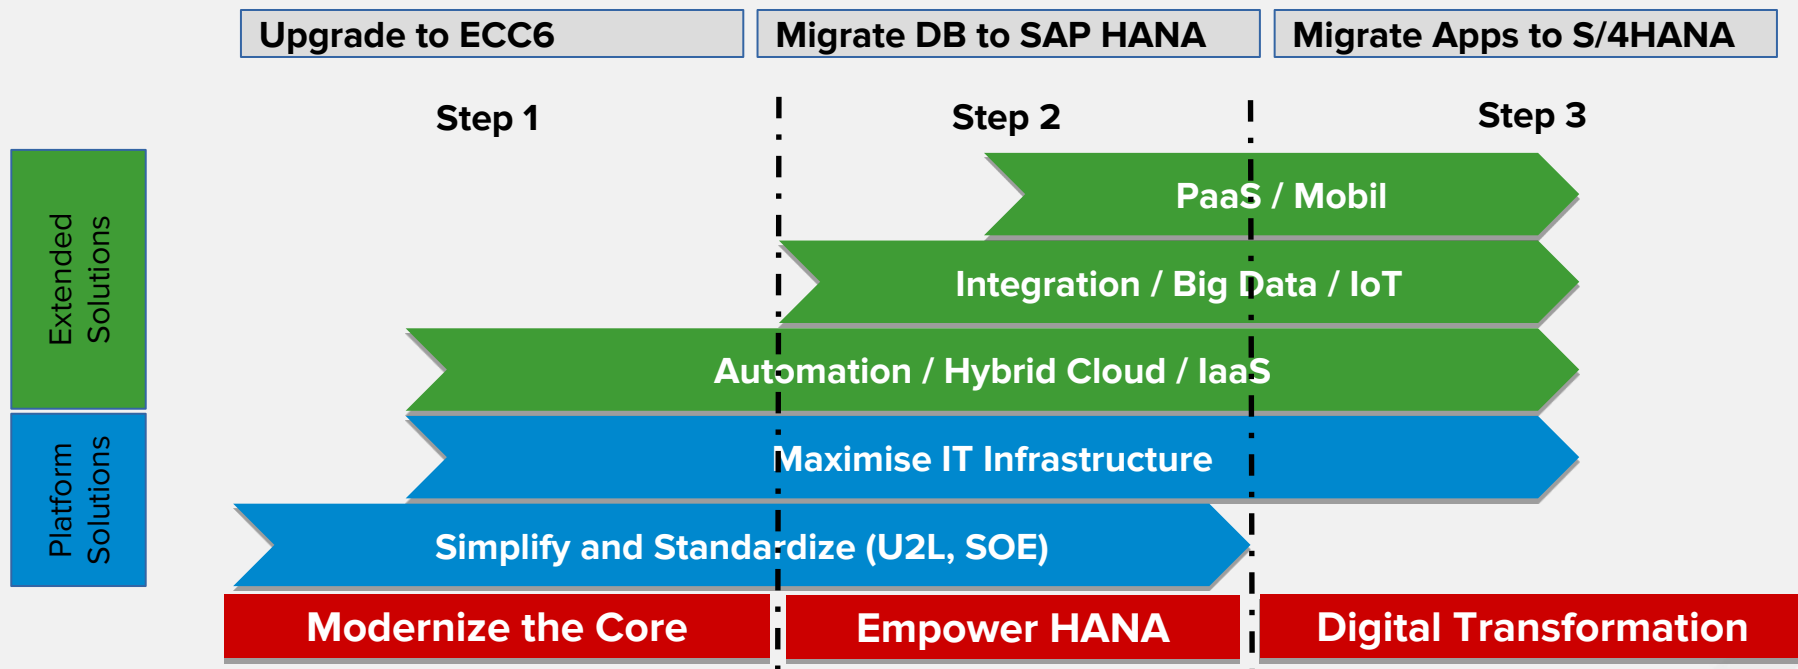 Upgrade to ECC6
Migrate DB to SAP HANA
Migrate Apps to S/4HANA
Step 1
Step 2
Step 3
Extended
Solutions
PaaS / Mobil
Integration / Big Data / IoT
Automation / Hybrid Cloud / IaaS
Platform
Solutions
Maximise IT Infrastructure
Simplify and Standardize (U2L, SOE)
Modernize the Core
Empower HANA
Digital Transformation